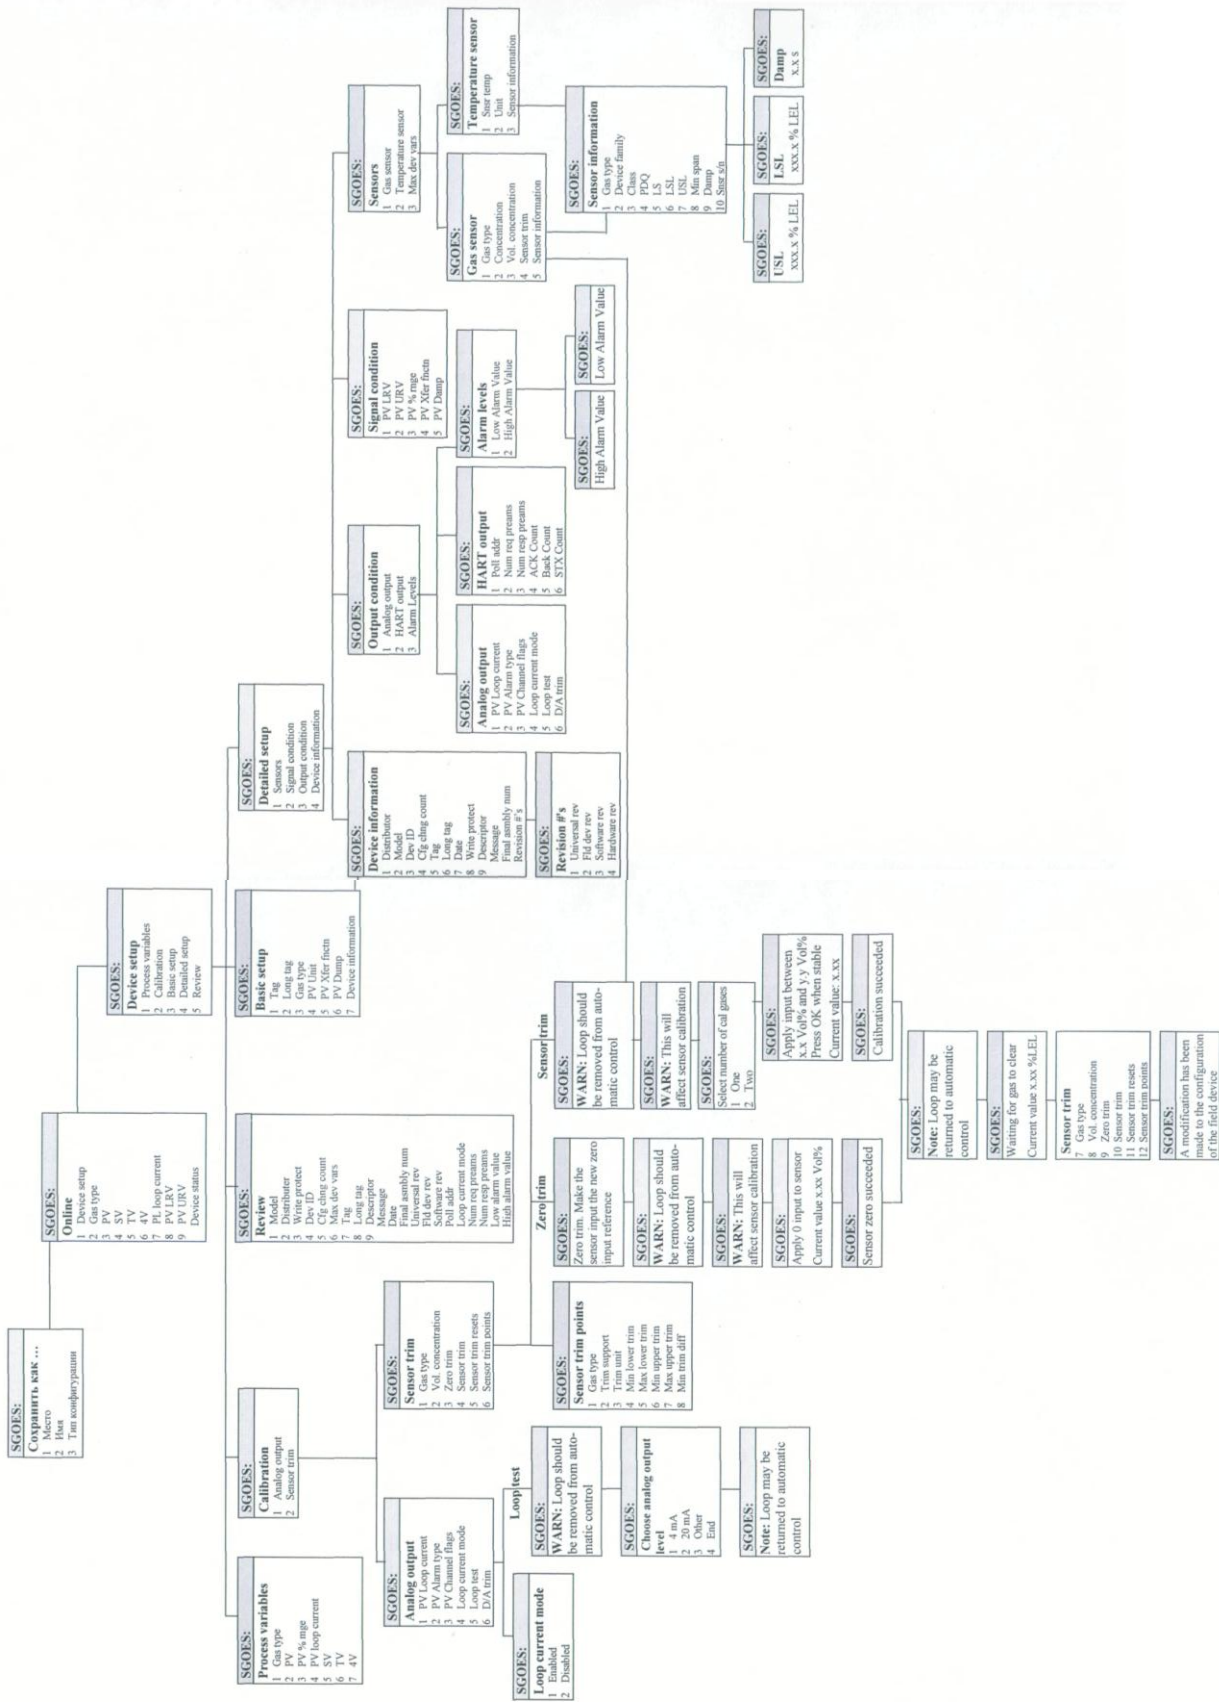 SGOES:
Сохранить как ...
1 Место
2 Имя
3 Тип конфигурации
SGOES:
Online
1 Device setup
2 Gas type
3 PV
4 SV
5 TV
6 4V
7 PL loop current
8 PV LRV
9 PV URV
Device status
SGOES:
Device setup
1 Process variables
2 Calibration
3 Basic setup
4 Detailed setup
5 Review
SGOES:
Process variables
1 Gas type
2 PV
3 PV % rnge
4 PV loop current
5 SV
6 TV
7 4V
SGOES:
Calibration
1 Analog output
2 Sensor trim
SGOES:
Review
1 Model
2 Distributer
3 Write protect
4 Dev ID
5 Cfg chng count
6 Max dev vars
7 Tag
8 Long tag
9 Descriptor
Message
Date
Final asmbly num
Universal rev
Fld dev rev
Software rev
Poll addr
Loop current mode
Num req preams
Num resp preams
Low alarm value
High alarm value
SGOES:
Basic setup
1 Tag
2 Long tag
3 Gas type
4 PV Unit
5 PV Xfer fnctn
6 PV Dump
7 Device information
SGOES:
Detailed setup
1 Sensors
2 Signal condition
3 Output condition
4 Device information
SGOES:
Analog output
1 PV Loop current
2 PV Alarm type
3 PV Channel flags
4 Loop current mode
5 Loop test
6 D/A trim
SGOES:
Sensor trim
1 Gas type
2 Vol. concentration
3 Zero trim
4 Sensor trim
5 Sensor trim resets
6 Sensor trim points
SGOES:
Device information
1 Distributor
2 Model
3 Dev ID
4 Cfg chng count
5 Tag
6 Long tag
7 Date
8 Write protect
9 Descriptor
Message
Final asmbly num
Revision #'s
SGOES:
Output condition
1 Analog output
2 HART output
3 Alarm Levels
SGOES:
Signal condition
1 PV LRV
2 PV URV
3 PV % rnge
4 PV Xfer fnctn
5 PV Damp
SGOES:
Sensors
1 Gas sensor
2 Temperature sensor
3 Max dev vars
SGOES:
Loop current mode
1 Enabled
2 Disabled
Loop test
SGOES:
WARN: Loop should
be removed from auto-
matic control
SGOES:
Choose analog output
level
1 4 mA
2 20 mA
3 Other
4 End
SGOES:
Note: Loop may be
returned to automatic
control
SGOES:
Sensor trim points
1 Gas type
2 Trim support
3 Trim unit
4 Min lower trim
5 Max lower trim
6 Min upper trim
7 Max upper trim
8 Min trim diff
Zero trim
SGOES:
Zero trim. Make the
sensor input the new zero
input reference
SGOES:
WARN: Loop should
be removed from auto-
matic control
SGOES:
WARN: This will
affect sensor calibration
SGOES:
Apply 0 input to sensor
Current value x.xx Vol%
SGOES:
Sensor zero succeeded
Sensor trim
SGOES:
WARN: Loop should
be removed from auto-
matic control
SGOES:
WARN: This will
affect sensor calibration
SGOES:
Select number of cal gases
1 One
2 Two
SGOES:
Apply input between
x.x Vol% and y.y Vol%
Press OK when stable
Current value: x.xx
SGOES:
Calibration succeeded
SGOES:
Note: Loop may be
returned to automatic
control
SGOES:
Waiting for gas to clear
Current value x.xx %LEL
Sensor trim
7 Gas type
8 Vol. concentration
9 Zero trim
10 Sensor trim
11 Sensor trim resets
12 Sensor trim points
SGOES:
A modification has been
made to the configuration
of the field device
SGOES:
Revision #'s
1 Universal rev
2 Fld dev rev
3 Software rev
4 Hardware rev
SGOES:
Analog output
1 PV Loop current
2 PV Alarm type
3 PV Channel flags
4 Loop current mode
5 Loop test
6 D/A trim
SGOES:
HART output
1 Poll addr
2 Num req preams
3 Num resp preams
4 ACK Count
5 Back Count
6 STX Count
SGOES:
Alarm levels
1 Low Alarm Value
2 High Alarm Value
SGOES:
High Alarm Value
SGOES:
Low Alarm Value
SGOES:
Gas sensor
1 Gas type
2 Concentration
3 Vol. concentration
4 Sensor trim
5 Sensor information
SGOES:
Temperature sensor
1 Snsr temp
2 Unit
3 Sensor information
SGOES:
Sensor information
1 Gas type
2 Device family
3 Class
4 PDQ
5 LS
6 LSL
7 USL
8 Min span
9 Damp
10 Snsr s/n
SGOES:
USL
xxx.x % LEL
SGOES:
LSL
xxx.x % LEL
SGOES:
Damp
x.x s